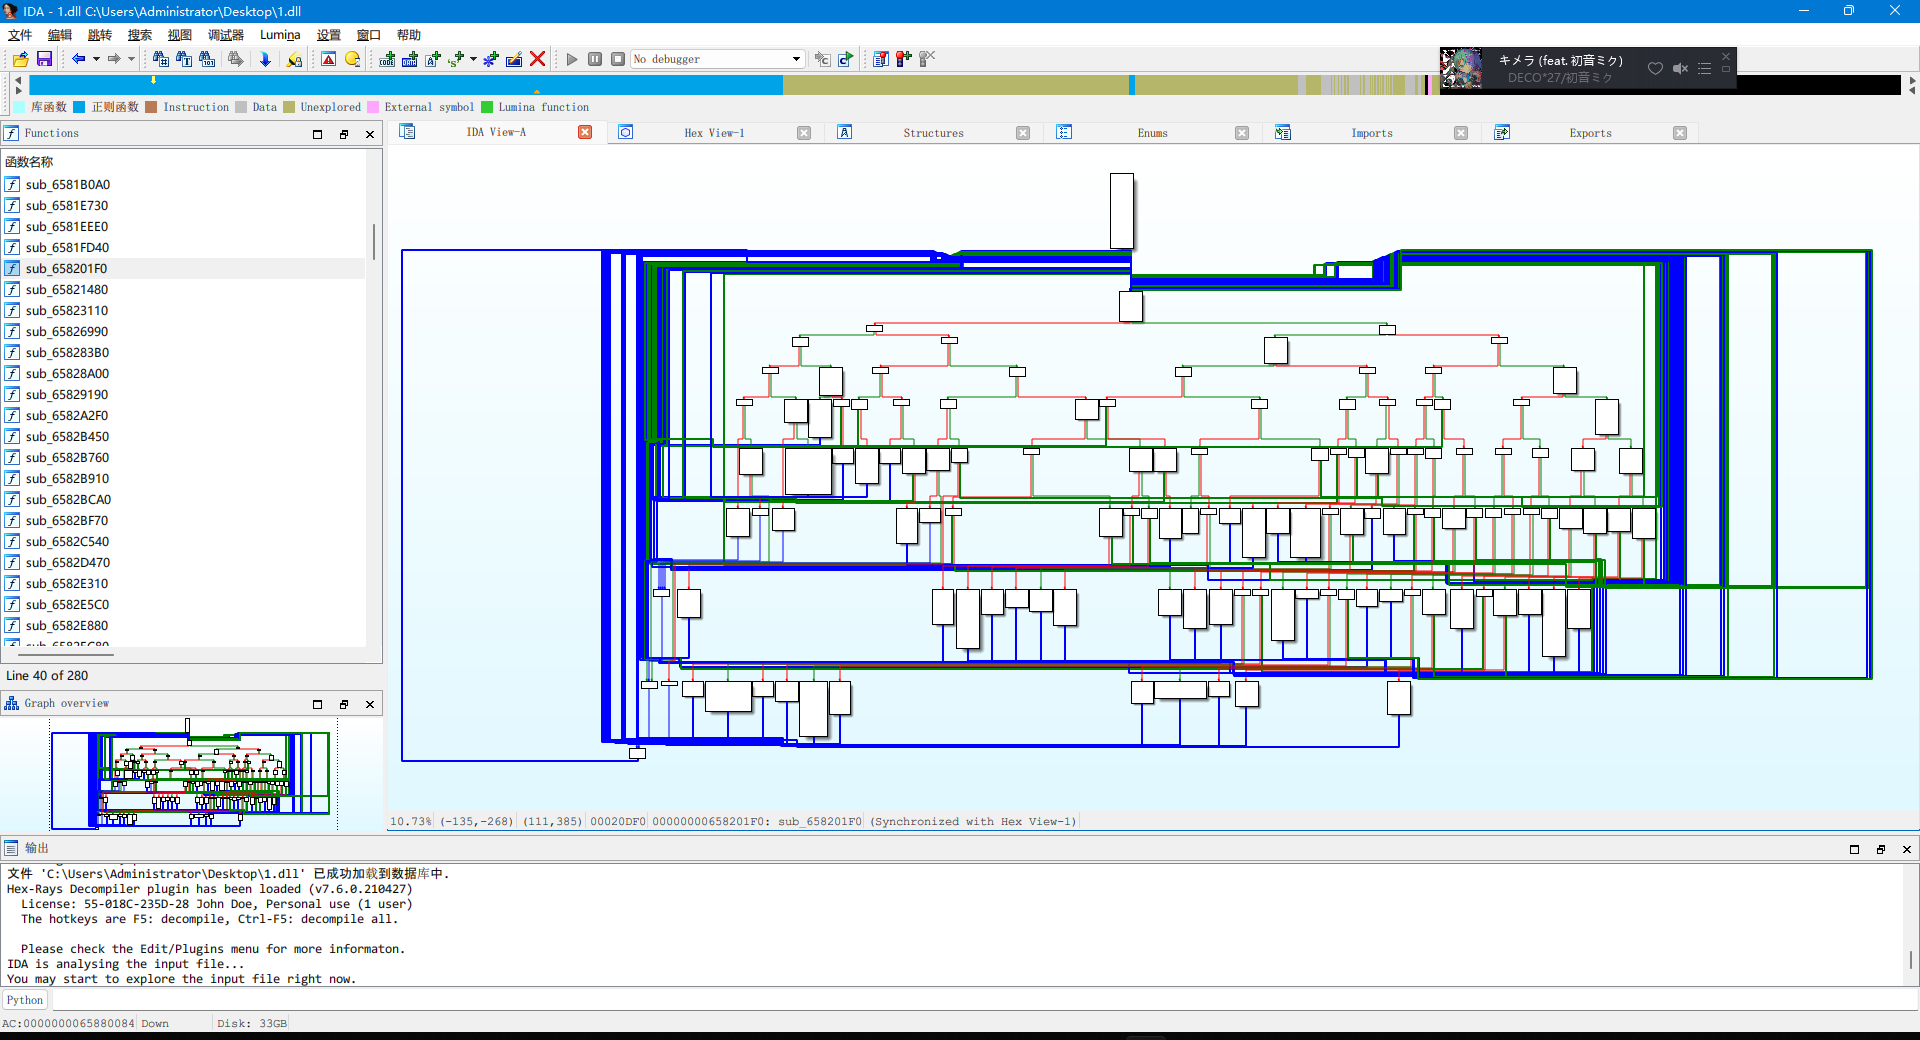 IDA - 1.dll C:\Users\Administrator\Desktop\1.dll
文件 编辑 跳转 搜索 视图 调试器 Lumina 设置 窗口 帮助
No debugger
キメラ (feat. 初音ミク)
DECO*27/初音ミク
库函数 正则函数 Instruction Data Unexplored External symbol Lumina function
Functions
IDA View-A Hex View-1 Structures Enums Imports Exports
函数名称
sub_6581B0A0
sub_6581E730
sub_6581EEE0
sub_6581FD40
sub_658201F0
sub_65821480
sub_65823110
sub_65826990
sub_658283B0
sub_65828A00
sub_65829190
sub_6582A2F0
sub_6582B450
sub_6582B760
sub_6582B910
sub_6582BCA0
sub_6582BF70
sub_6582C540
sub_6582D470
sub_6582E310
sub_6582E5C0
sub_6582E880
Line 40 of 280
Graph overview
10.73% (-135,-268) (111,385) 00020DF0 00000000658201F0: sub_658201F0 (Synchronized with Hex View-1)
输出
文件 'C:\Users\Administrator\Desktop\1.dll' 已成功加载到数据库中.
Hex-Rays Decompiler plugin has been loaded (v7.6.0.210427)
License: 55-018C-235D-28 John Doe, Personal use (1 user)
The hotkeys are F5: decompile, Ctrl-F5: decompile all.
Please check the Edit/Plugins menu for more informaton.
IDA is analysing the input file...
You may start to explore the input file right now.
Python
AC:0000000065880084 Down Disk: 33GB